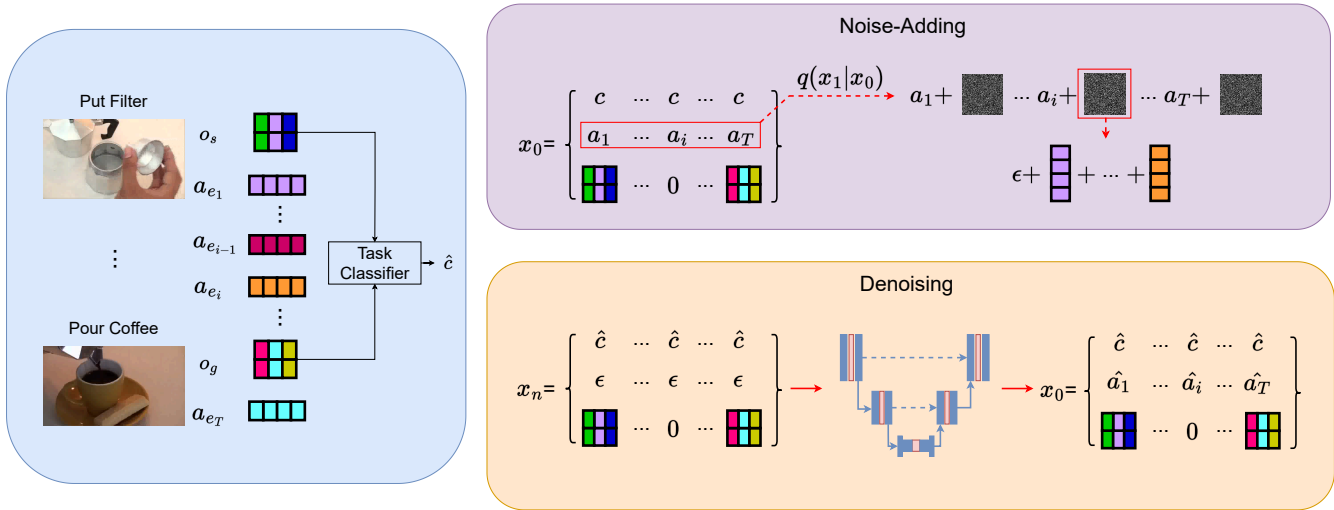 Put Filter
o_s
a_{e_1}
⋮
a_{e_{i-1}}
⋮
a_{e_i}
⋮
Pour Coffee
o_g
a_{e_T}
Task
Classifier
ĉ
Noise-Adding
x_0= { c ... c ... c
a_1 ... a_i ... a_T
... 0 ... }
q(x_1|x_0)
a_1+ ... a_i+ ... a_T+
ϵ+ + ... +
Denoising
x_n= { ĉ ... ĉ ... ĉ
ϵ ... ϵ ... ϵ
... 0 ... }
x_0= { ĉ ... ĉ ... ĉ
â_1 ... â_i ... â_T
... 0 ... }